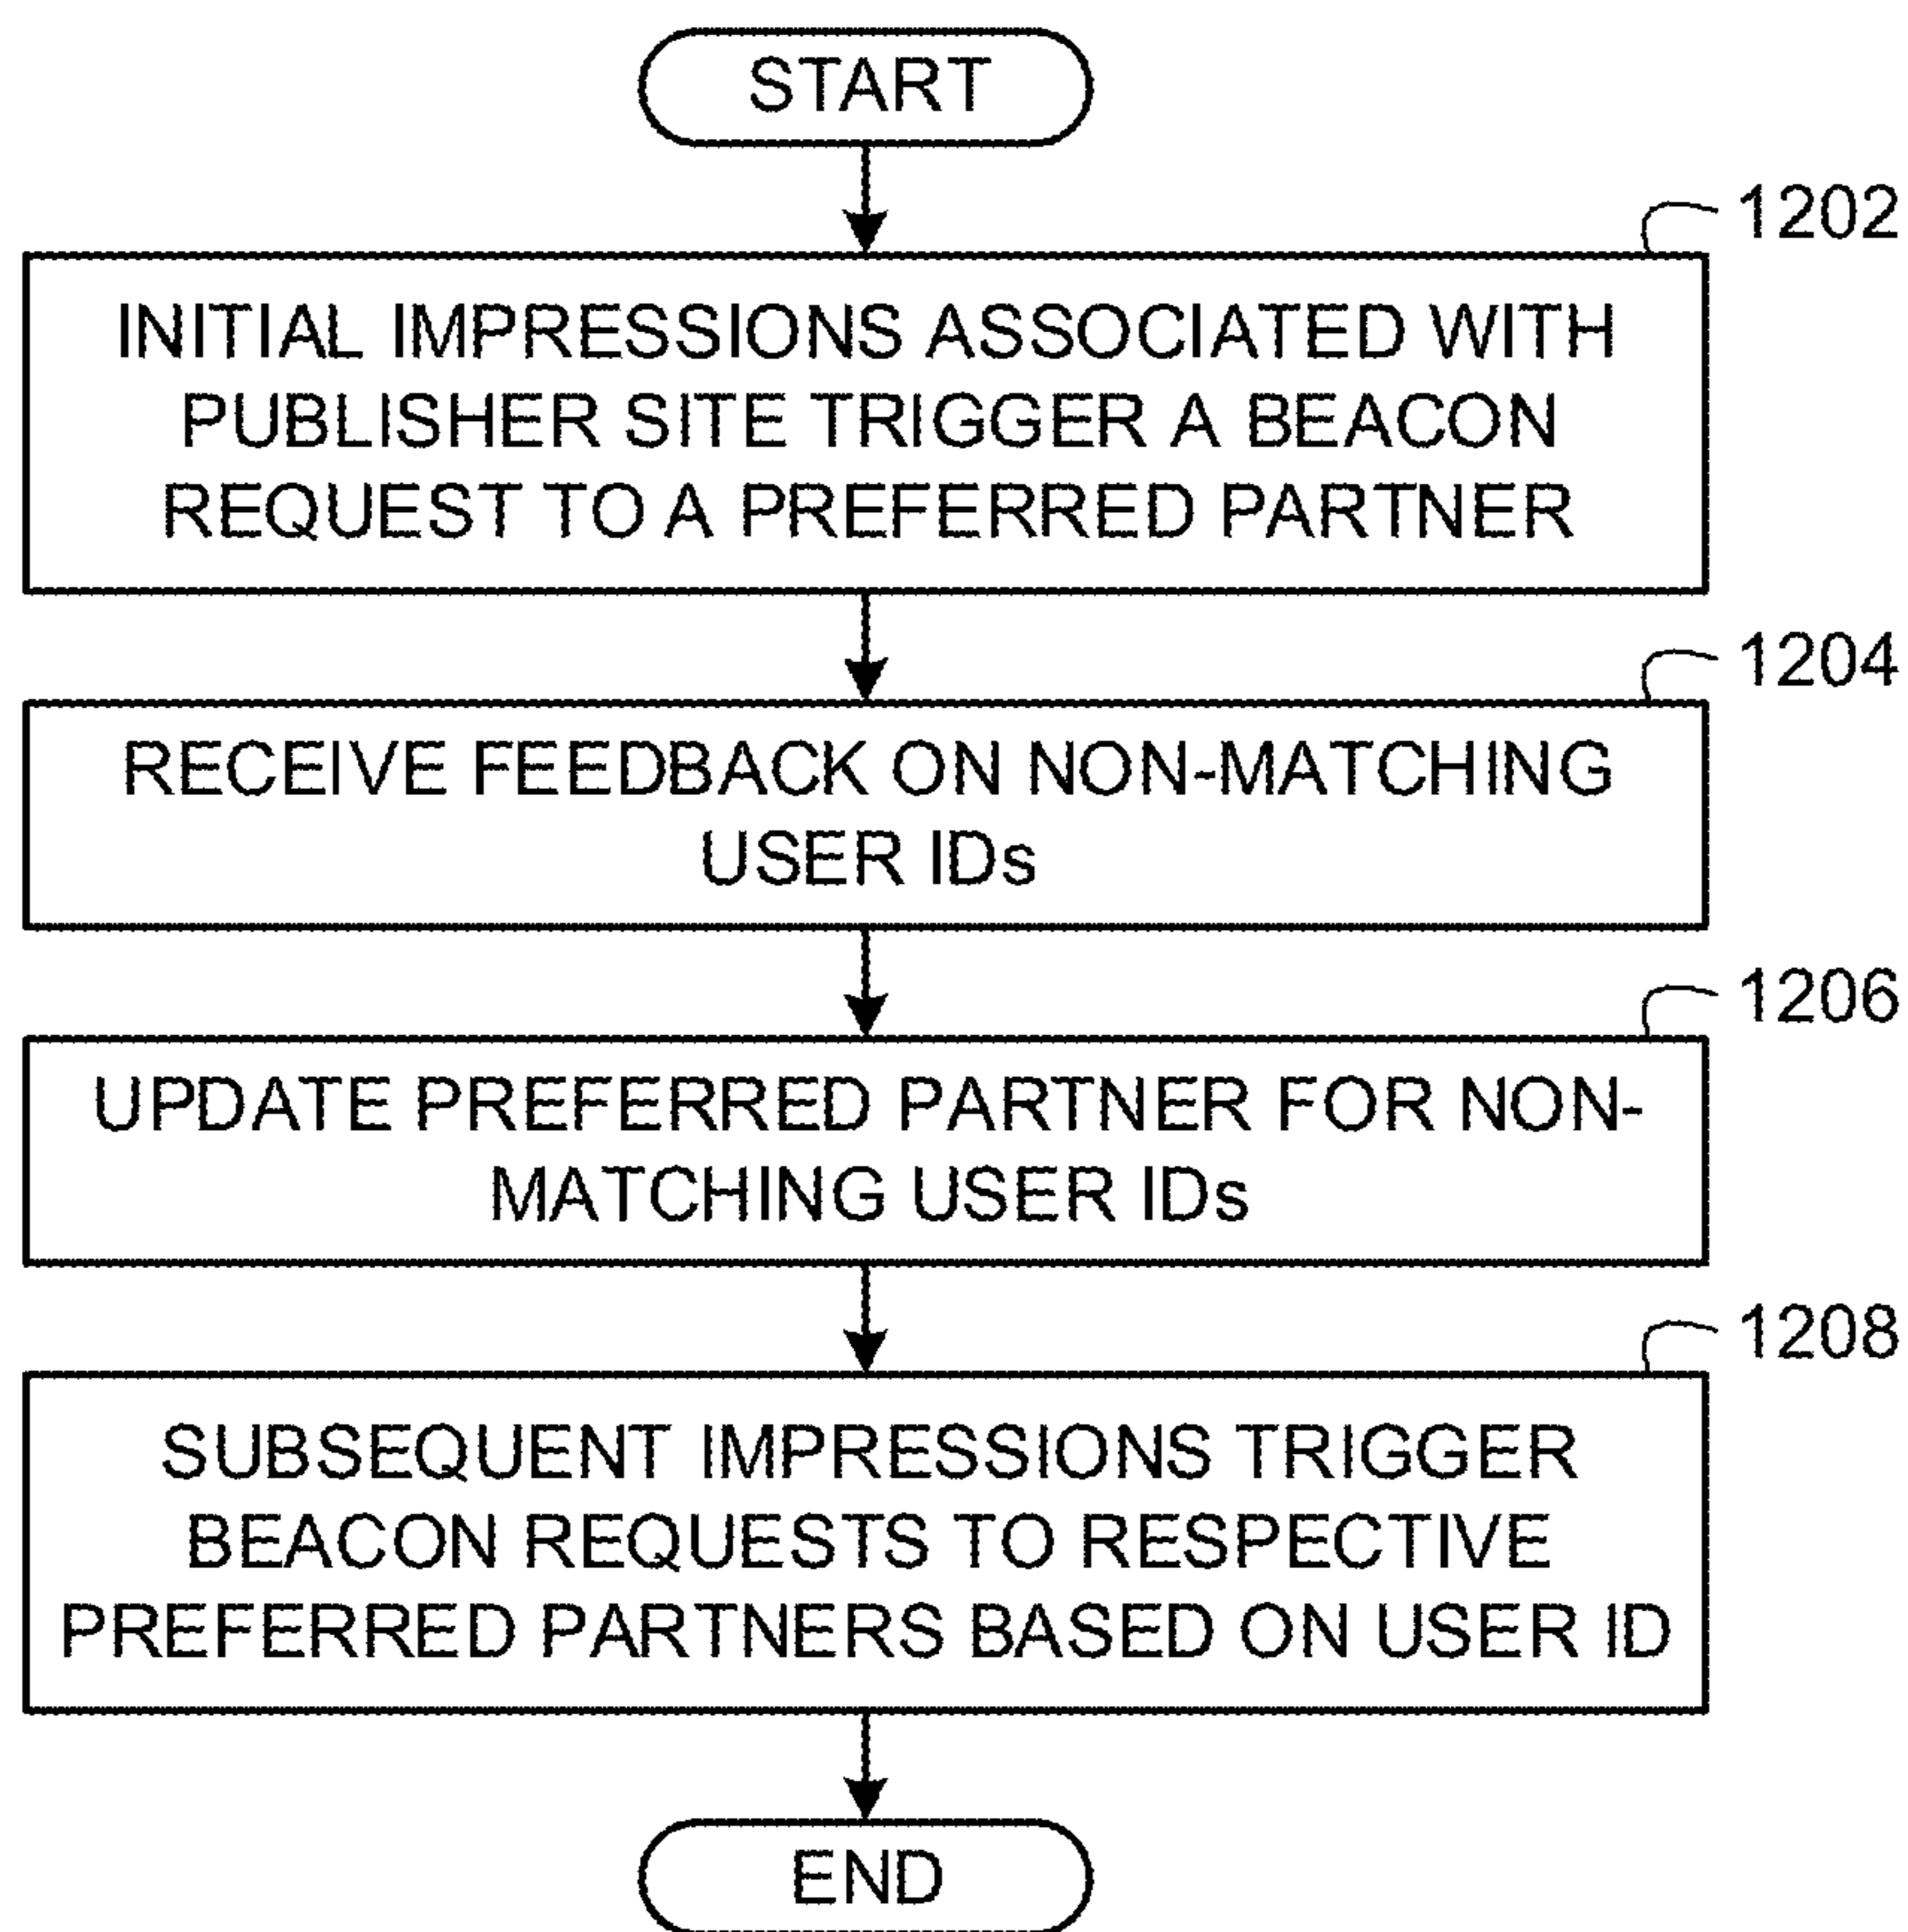 START
1202
INITIAL IMPRESSIONS ASSOCIATED WITH
PUBLISHER SITE TRIGGER A BEACON
REQUEST TO A PREFERRED PARTNER
1204
RECEIVE FEEDBACK ON NON-MATCHING
USER IDs
1206
UPDATE PREFERRED PARTNER FOR NON-
MATCHING USER IDs
1208
SUBSEQUENT IMPRESSIONS TRIGGER
BEACON REQUESTS TO RESPECTIVE
PREFERRED PARTNERS BASED ON USER ID
END